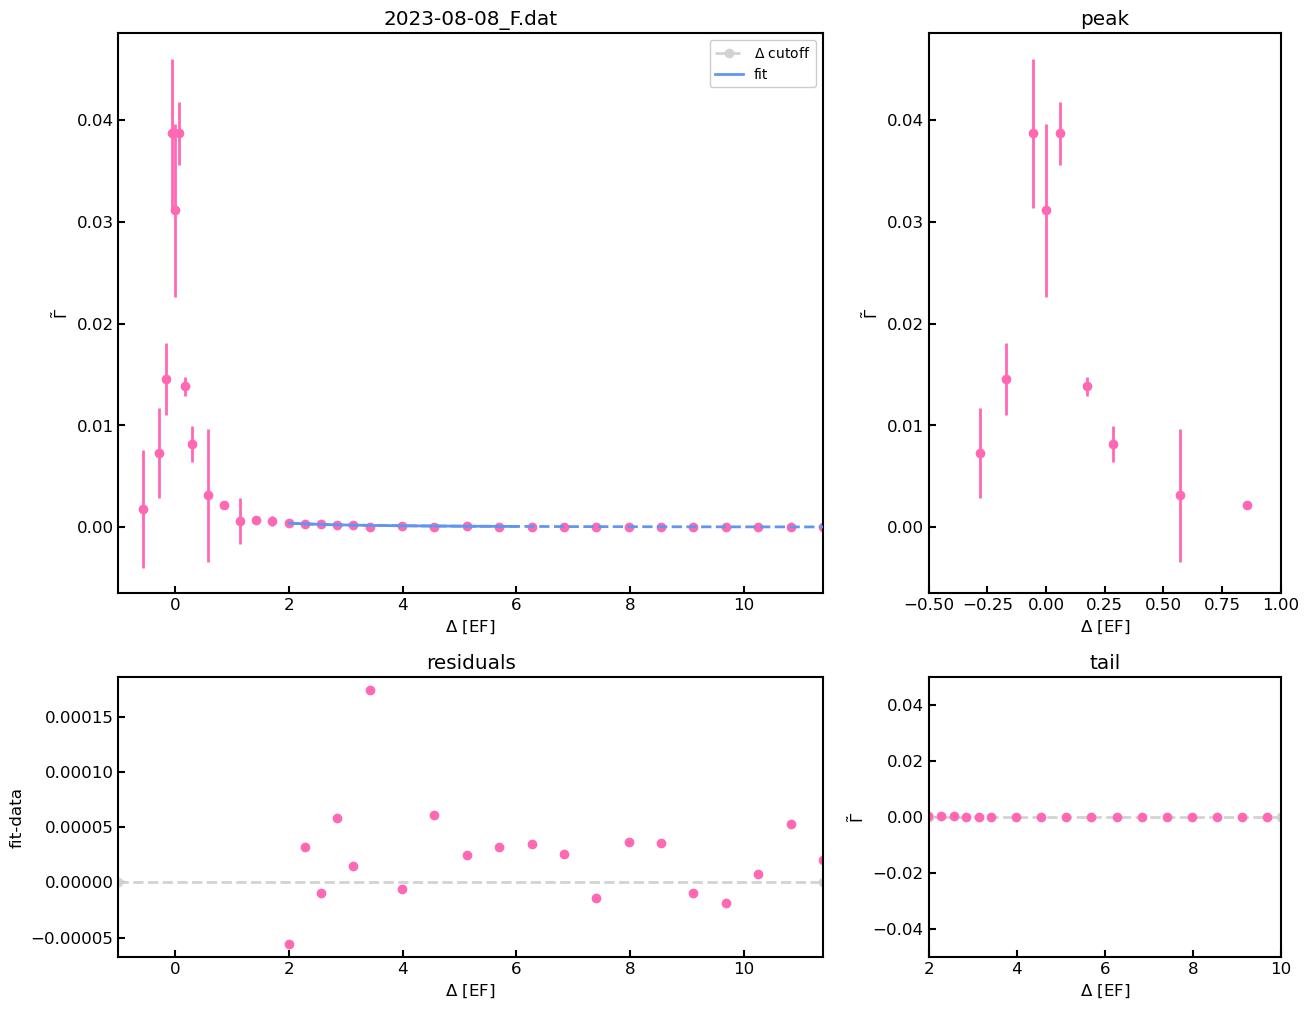 2023-08-08_F.dat
Δ cutoff
fit
0.04
0.03
0.02
0.01
0.00
Γ̃
0 2 4 6 8 10
Δ [EF]
peak
0.04
0.03
0.02
0.01
0.00
Γ̃
−0.50 −0.25 0.00 0.25 0.50 0.75 1.00
Δ [EF]
residuals
0.00015
0.00010
0.00005
0.00000
−0.00005
fit-data
0 2 4 6 8 10
Δ [EF]
tail
0.04
0.02
0.00
−0.02
−0.04
Γ̃
2 4 6 8 10
Δ [EF]